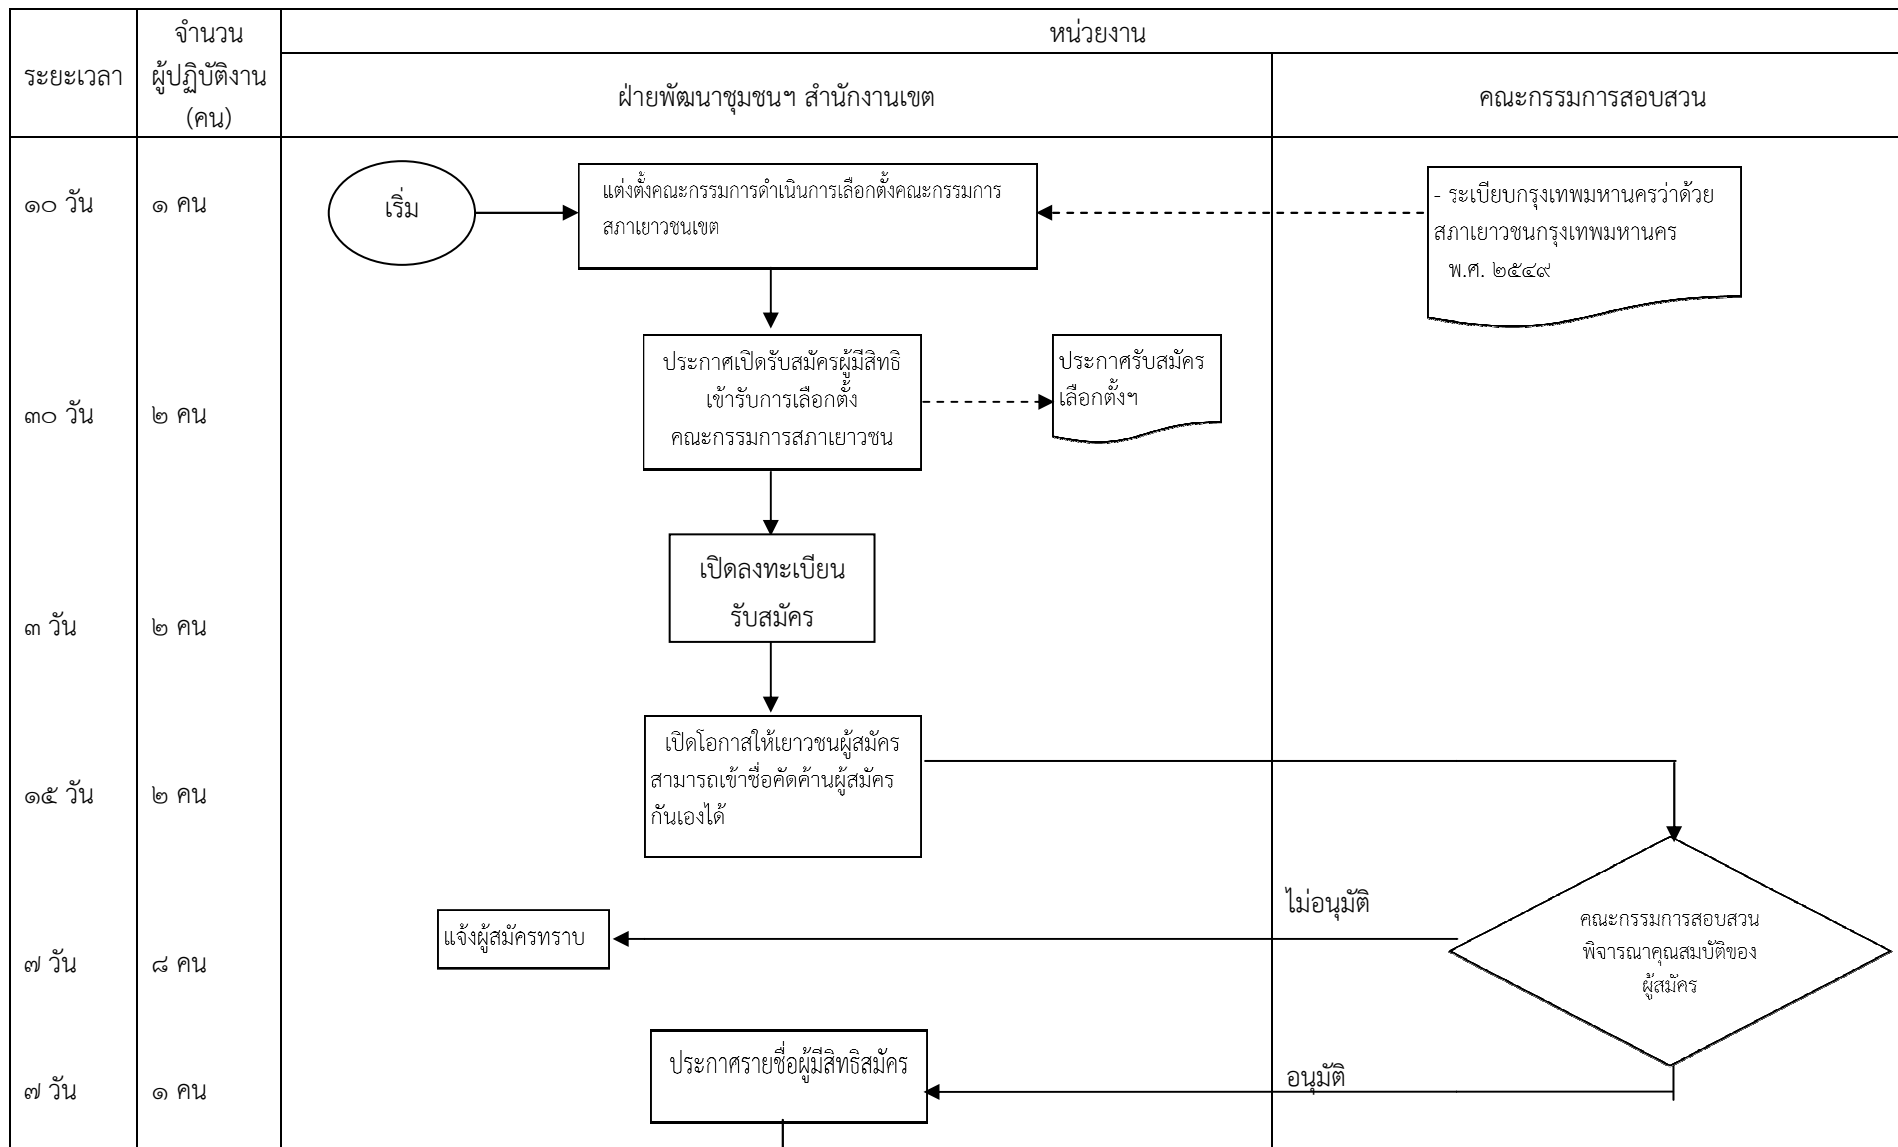 ระยะเวลา
จำนวน
ผู้ปฏิบัติงาน
(คน)
หน่วยงาน
ฝ่ายพัฒนาชุมชนฯ สำนักงานเขต
คณะกรรมการสอบสวน
๑๐ วัน
๑ คน
เริ่ม
แต่งตั้งคณะกรรมการดำเนินการเลือกตั้งคณะกรรมการ
สภาเยาวชนเขต
- ระเบียบกรุงเทพมหานครว่าด้วย
สภาเยาวชนกรุงเทพมหานคร
พ.ศ. ๒๕๔๙
๓๐ วัน
๒ คน
ประกาศเปิดรับสมัครผู้มีสิทธิ
เข้ารับการเลือกตั้ง
คณะกรรมการสภาเยาวชน
ประกาศรับสมัคร
เลือกตั้งฯ
๓ วัน
๒ คน
เปิดลงทะเบียน
รับสมัคร
๑๕ วัน
๒ คน
เปิดโอกาสให้เยาวชนผู้สมัคร
สามารถเข้าชื่อคัดค้านผู้สมัคร
กันเองได้
๗ วัน
๘ คน
แจ้งผู้สมัครทราบ
ไม่อนุมัติ
คณะกรรมการสอบสวน
พิจารณาคุณสมบัติของ
ผู้สมัคร
๗ วัน
๑ คน
ประกาศรายชื่อผู้มีสิทธิสมัคร
อนุมัติ